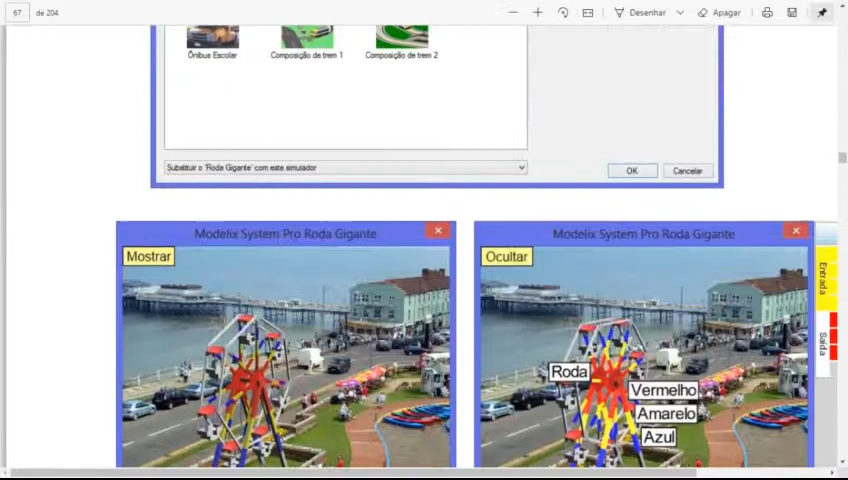 67 de 204 Desenhar Apagar
Ônibus Escolar Composição de trem 1 Composição de trem 2
Substituir o 'Roda Gigante' com este simulador OK Cancelar
Modelix System Pro Roda Gigante
Mostrar
Modelix System Pro Roda Gigante
Ocultar
Roda
Vermelho
Amarelo
Azul
Entrada
Saída